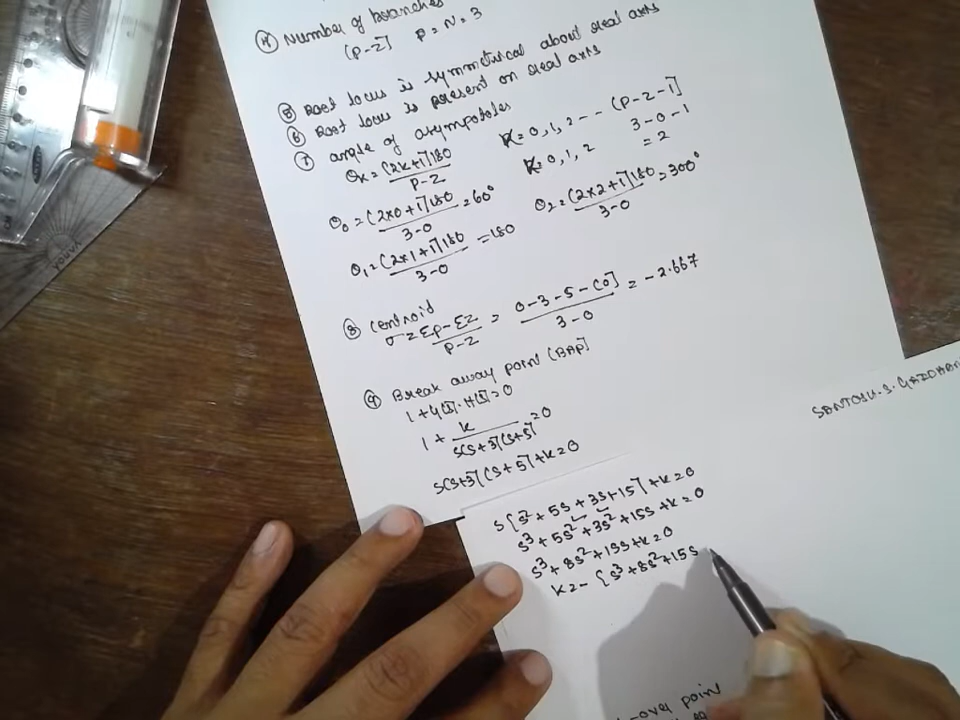 ④ Number of branches
[P-Z] P = N = 3
⑤ Root locus is symmetrical about real axis
⑥ Root locus is present on real axis
⑦ angle of asymptotes
θK = (2K+1)180 / P-Z
K = 0, 1, 2 -- [P-Z-1]
3-0-1
K = 0, 1, 2 = 2
θ0 = (2×0+1)180 / 3-0 = 60°
θ2 = (2×2+1)180 / 3-0 = 300°
θ1 = (2×1+1)180 / 3-0 = 180
⑧ Centroid
σ = ΣP-ΣZ / P-Z = 0-3-5-[0] / 3-0 = -2.667
⑨ Break away point [BAP]
1+G(S)·H(S) = 0
1 + K / S(S+3)(S+5) = 0
S(S+3)(S+5)+K = 0
SANTOSH.S.
S[S²+5S+3S+15]+K=0
S³+5S²+3S²+15S+K=0
S³+8S²+15S+K=0
K = -[S³+8S²+15S
-over point